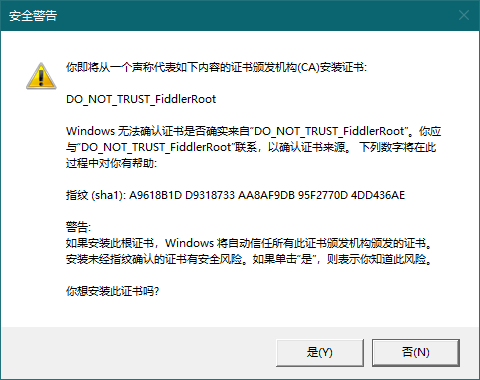 安全警告
你即将从一个声称代表如下内容的证书颁发机构(CA)安装证书:
DO_NOT_TRUST_FiddlerRoot
Windows 无法确认证书是否确实来自“DO_NOT_TRUST_FiddlerRoot”。你应
与“DO_NOT_TRUST_FiddlerRoot”联系，以确认证书来源。 下列数字将在此
过程中对你有帮助:
指纹 (sha1): A9618B1D D9318733 AA8AF9DB 95F2770D 4DD436AE
警告:
如果安装此根证书，Windows 将自动信任所有此证书颁发机构颁发的证书。
安装未经指纹确认的证书有安全风险。如果单击“是”，则表示你知道此风险。
你想安装此证书吗?
是(Y)
否(N)